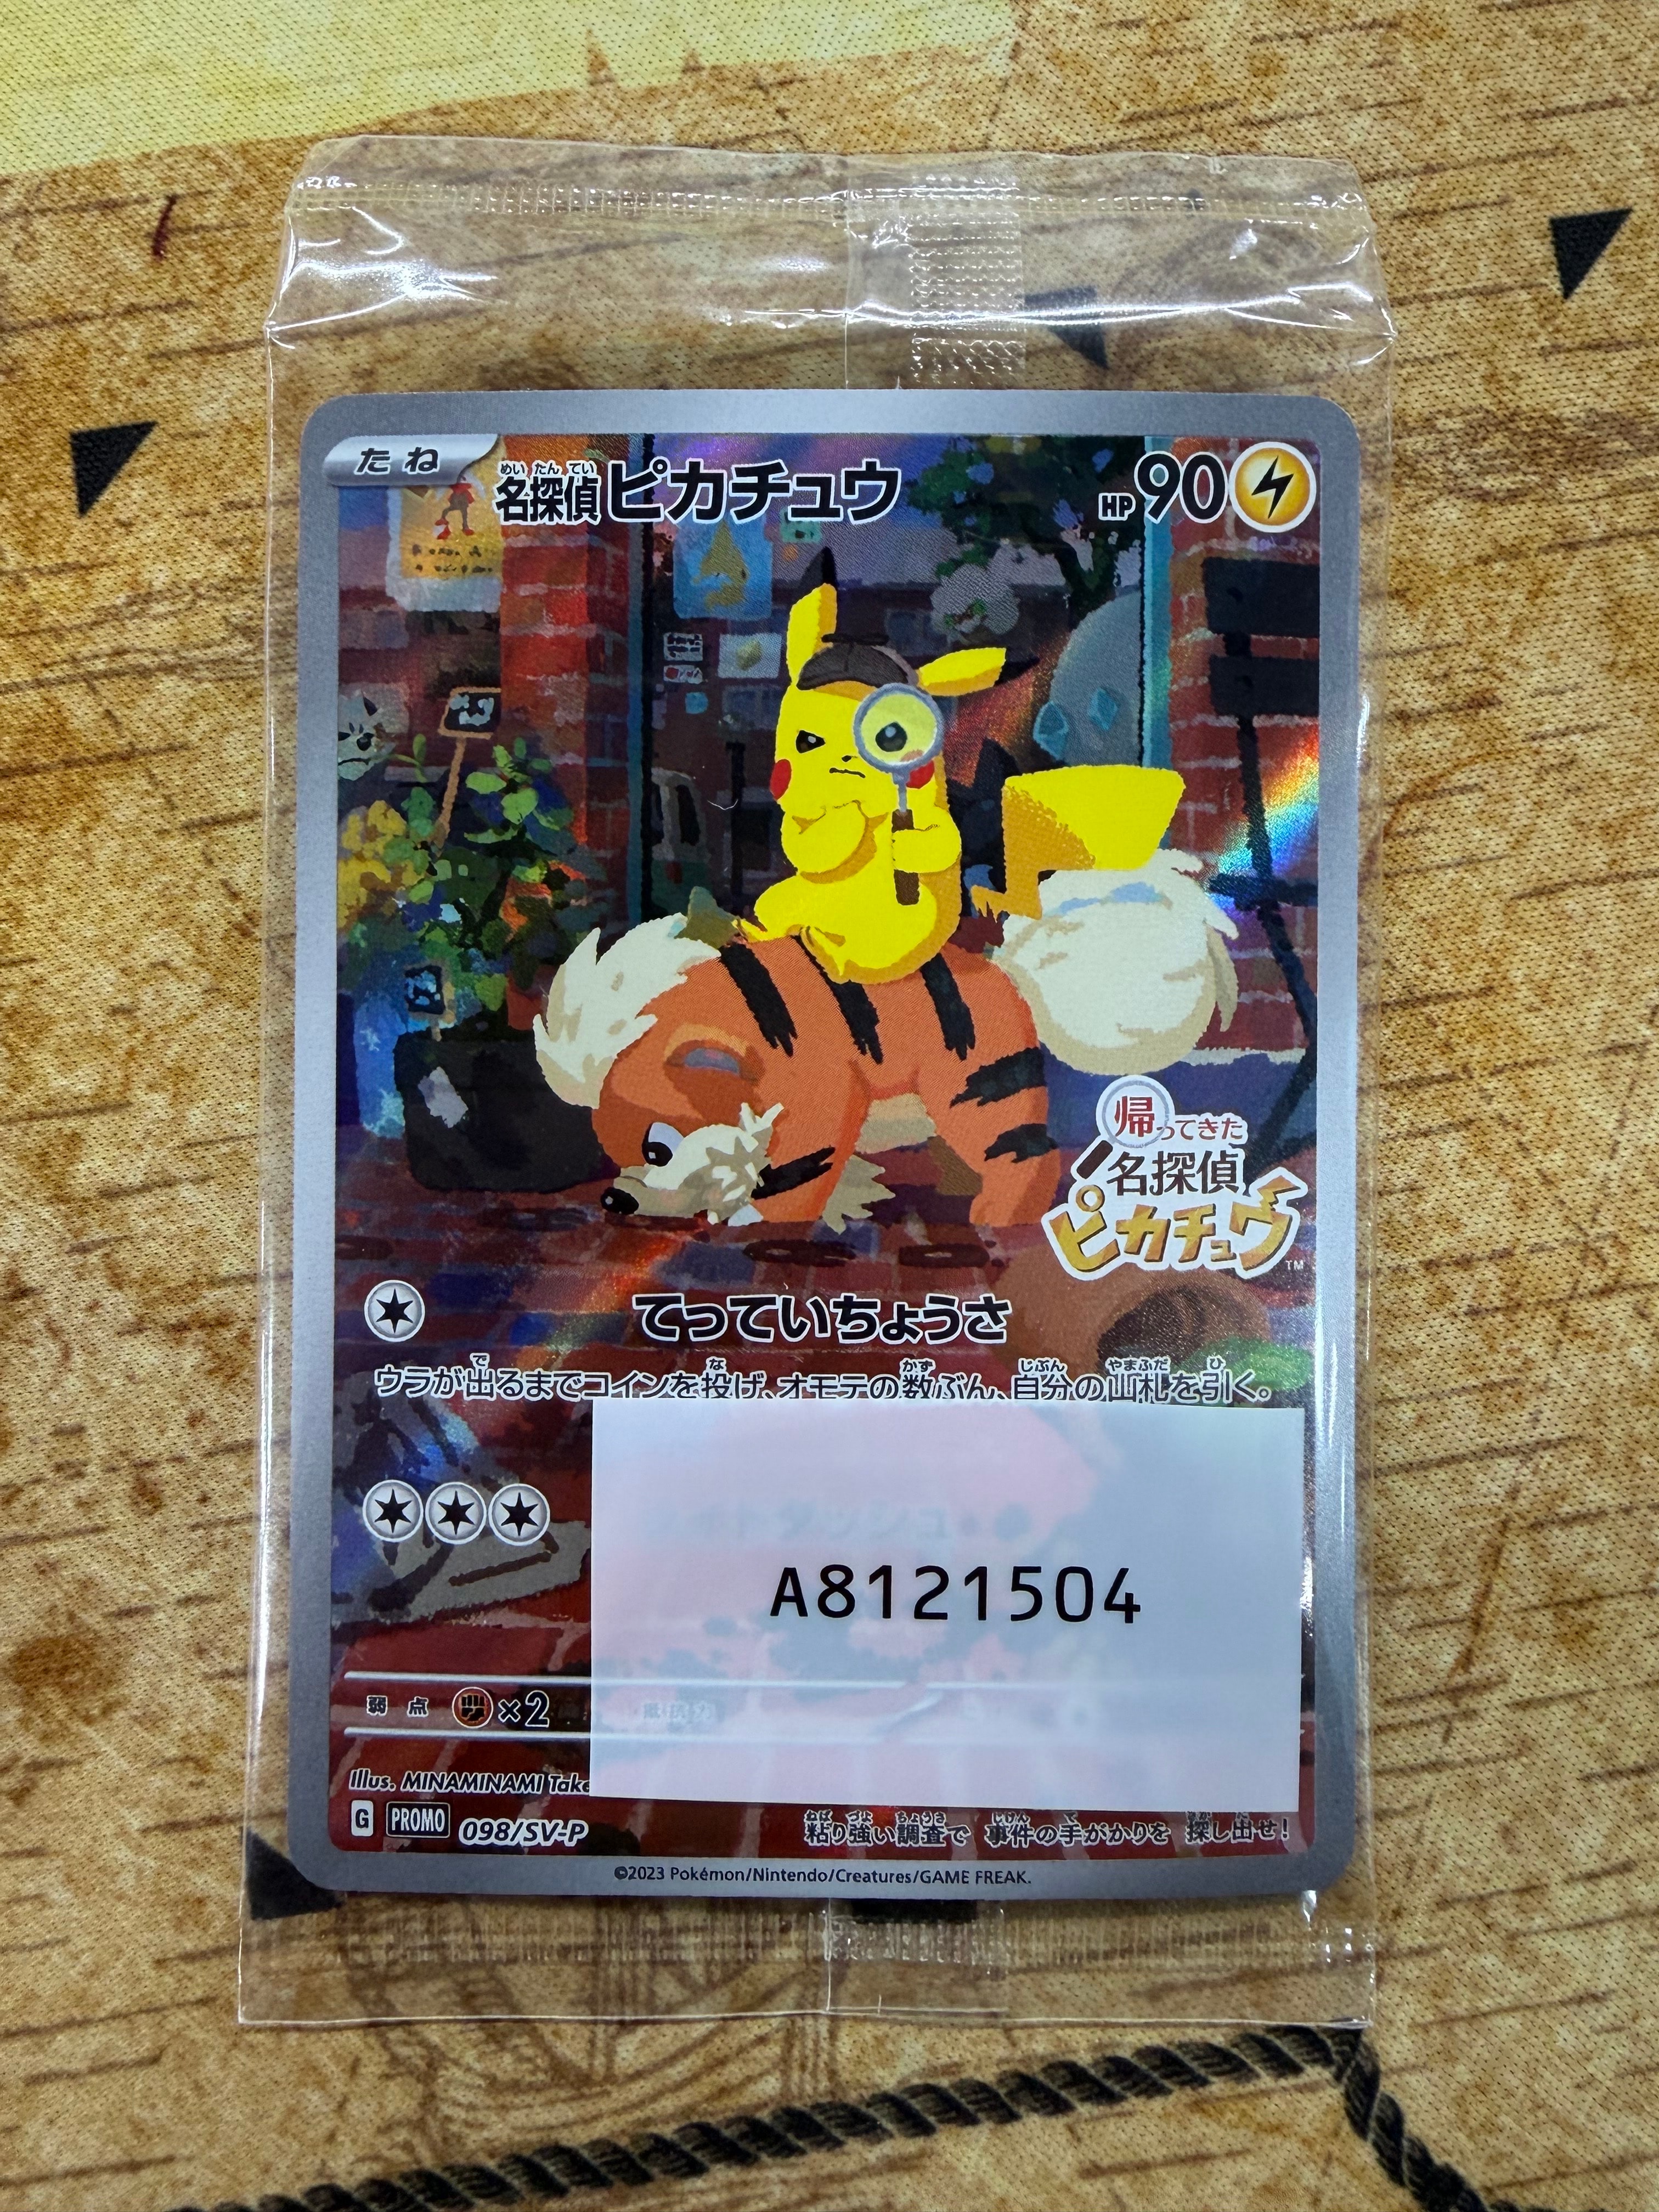 たね
めいたんてい
名探偵ピカチュウ
HP 90
帰ってきた
名探偵
ピカチュウ
TM
てっていちょうさ
で な かず じぶん やまふだ ひ
ウラが出るまでコインを投げ、オモテの数ぶん、自分の山札を引く。
A8121504
弱点 ×2 抵抗力
Illus. MINAMINAMI Take
G PROMO 098/SV-P
ねば づよ ちょうさ じけん て さが だ
粘り強い調査で 事件の手がかりを 探し出せ!
©2023 Pokémon/Nintendo/Creatures/GAME FREAK.